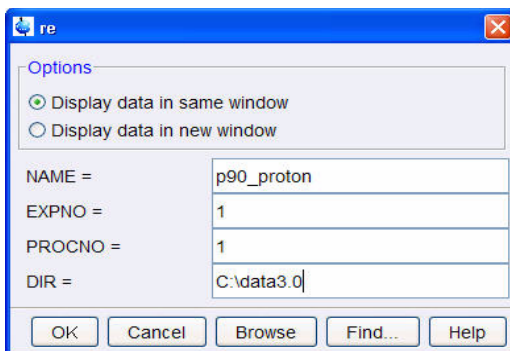 re
Options
Display data in same window
Display data in new window
NAME = p90_proton
EXPNO = 1
PROCNO = 1
DIR = C:\data3.0
OK Cancel Browse Find... Help